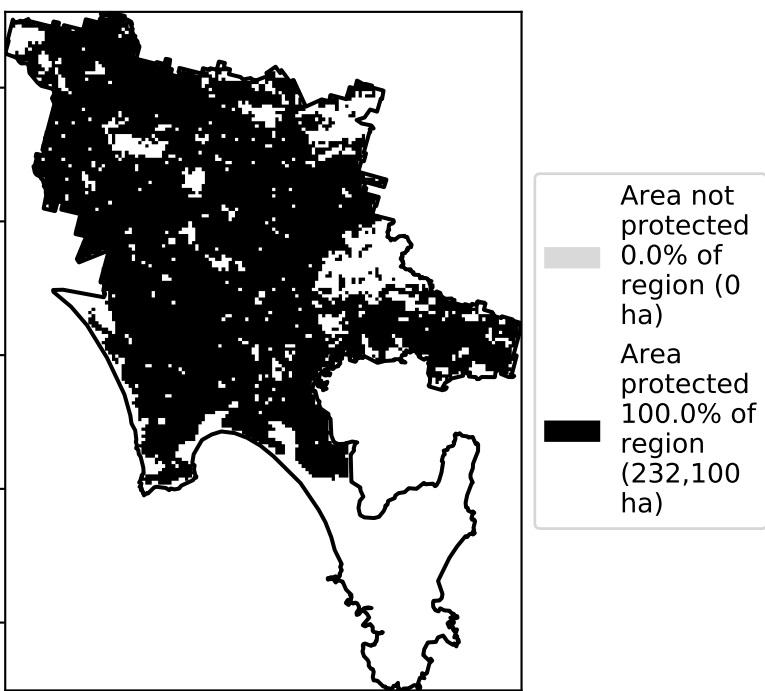 Area not
protected
0.0% of
region (0
ha)
Area
protected
100.0% of
region
(232,100
ha)